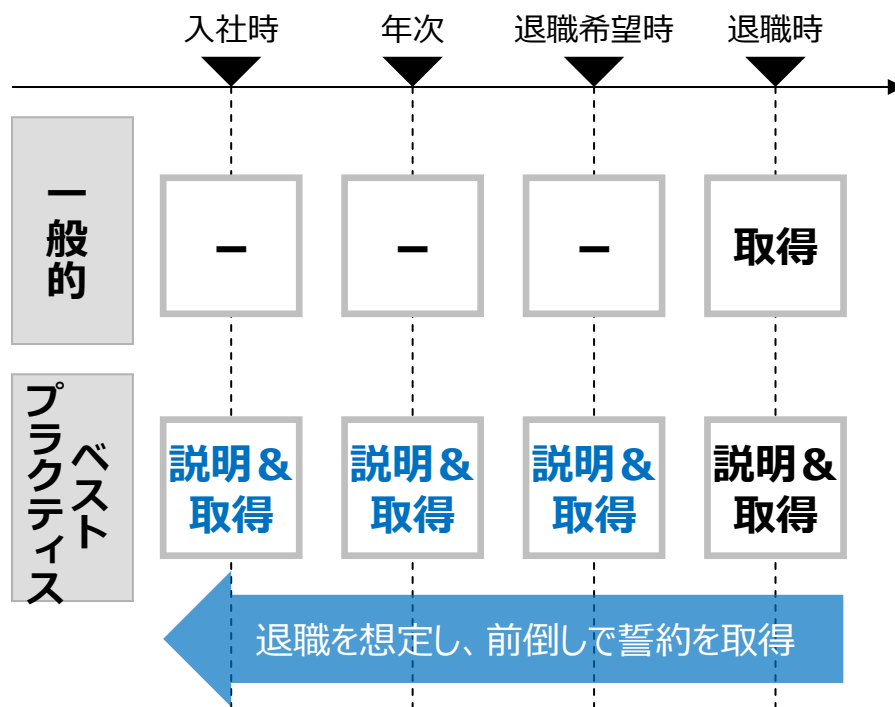 入社時
年次
退職希望時
退職時
一般的
–
–
–
取得
ベスト
プラクティス
説明＆
取得
説明＆
取得
説明＆
取得
説明＆
取得
退職を想定し、前倒しで誓約を取得